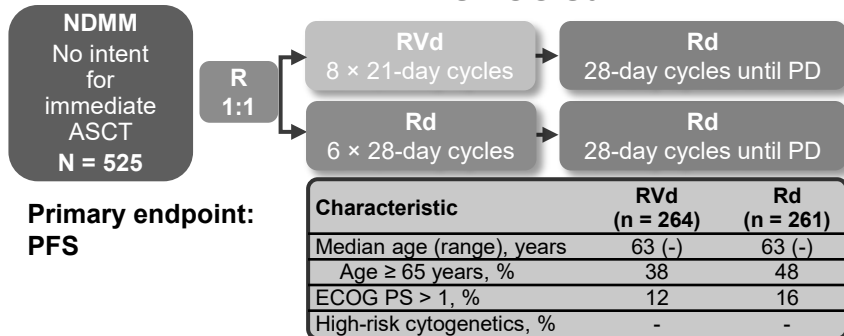 NDMM
No intent
for
immediate
ASCT
N = 525
R
1:1
RVd
8 × 21-day cycles
Rd
28-day cycles until PD
Rd
6 × 28-day cycles
Rd
28-day cycles until PD
Primary endpoint:
PFS
Characteristic RVd (n = 264) Rd (n = 261)
Median age (range), years 63 (-) 63 (-)
Age ≥ 65 years, % 38 48
ECOG PS > 1, % 12 16
High-risk cytogenetics, % - -